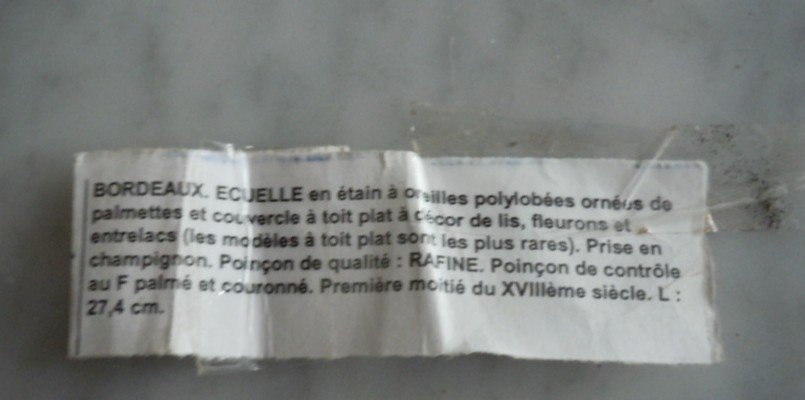 BORDEAUX. ECUELLE en étain à oreilles polylobées ornées de
palmettes et couvercle à toit plat à décor de lis, fleurons et
entrelacs (les modèles à toit plat sont les plus rares). Prise en
champignon. Poinçon de qualité : RAFINE. Poinçon de contrôle
au F palmé et couronné. Première moitié du XVIIIème siècle. L :
27,4 cm.